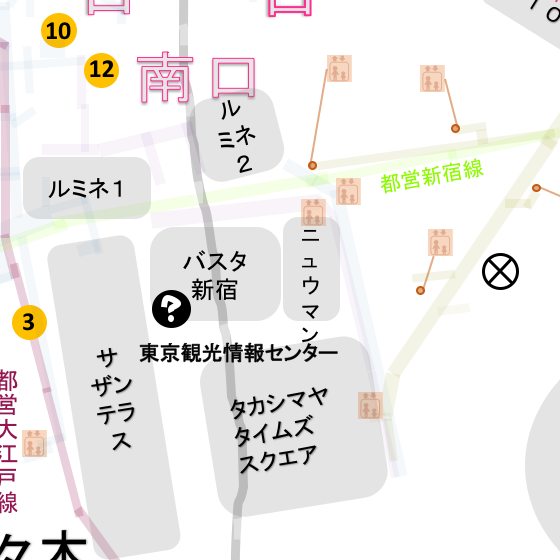 10
12
南口
ルミネ2
ルミネ1
都営新宿線
バスタ
新宿
ニュウマン
3
東京観光情報センター
サザンテラス
タカシマヤ
タイムズ
スクエア
都営大江戸線